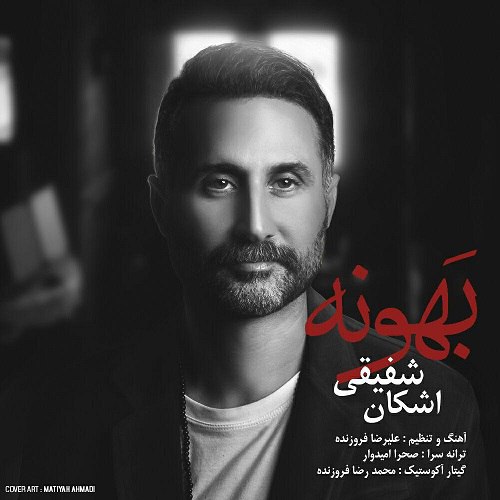 بَهونه
شفیقی
اشکان
آهنگ و تنظیم : علیرضا فروزنده
ترانه سرا : صحرا امیدوار
گیتار آکوستیک : محمد رضا فروزنده
COVER ART : MATIYAH AHMADI